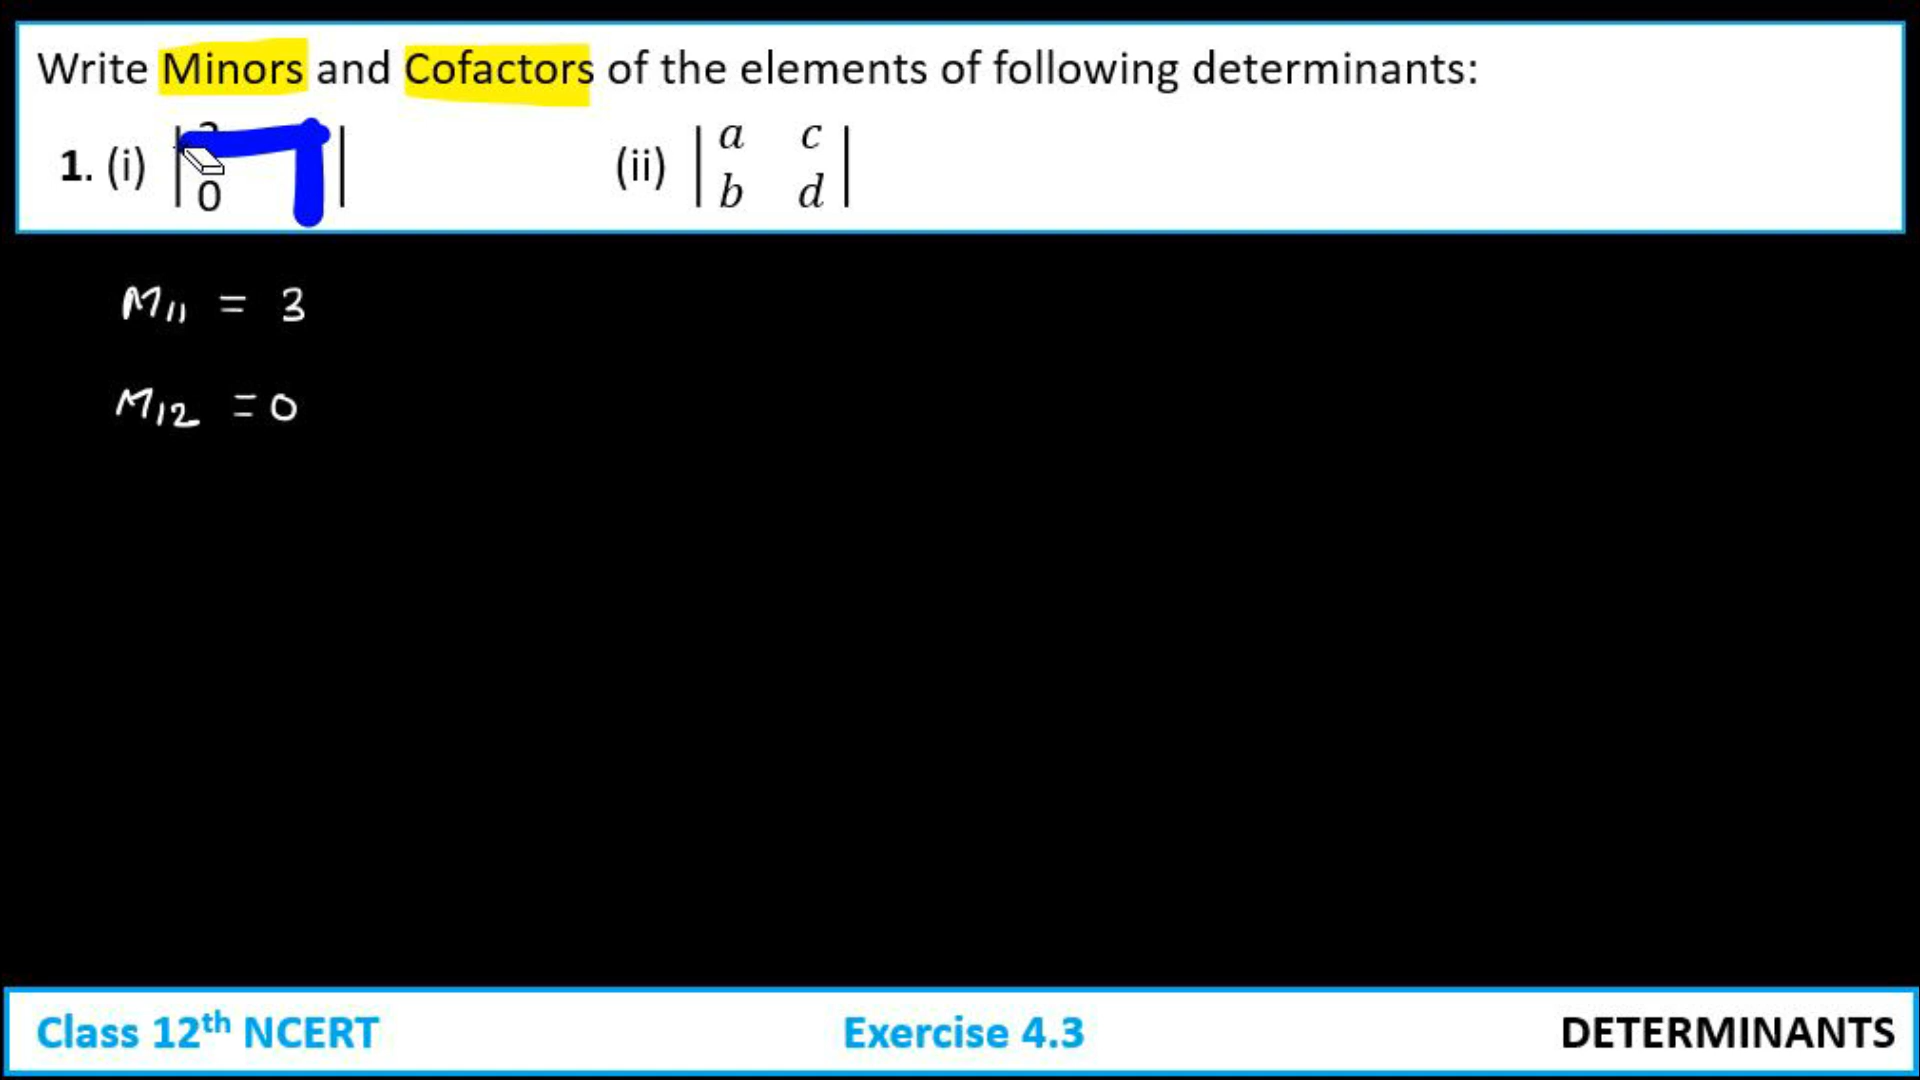 Write Minors and Cofactors of the elements of following determinants:
1. (i) | 0 | (ii) | a c |
| b d |
M11 = 3
M12 = 0
Class 12th NCERT Exercise 4.3 DETERMINANTS